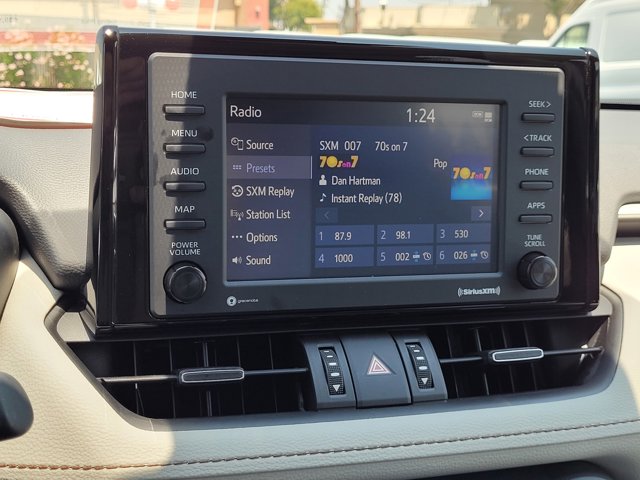 HOME
MENU
AUDIO
MAP
POWER
VOLUME
Radio
1:24
Source
Presets
SXM Replay
Station List
Options
Sound
SXM 007 70s on 7
70s on 7
Pop
70s on 7
Dan Hartman
Instant Replay (78)
1 87.9
2 98.1
3 530
4 1000
5 002
6 026
SEEK >
< TRACK
PHONE
APPS
TUNE
SCROLL
gracenote
SiriusXM